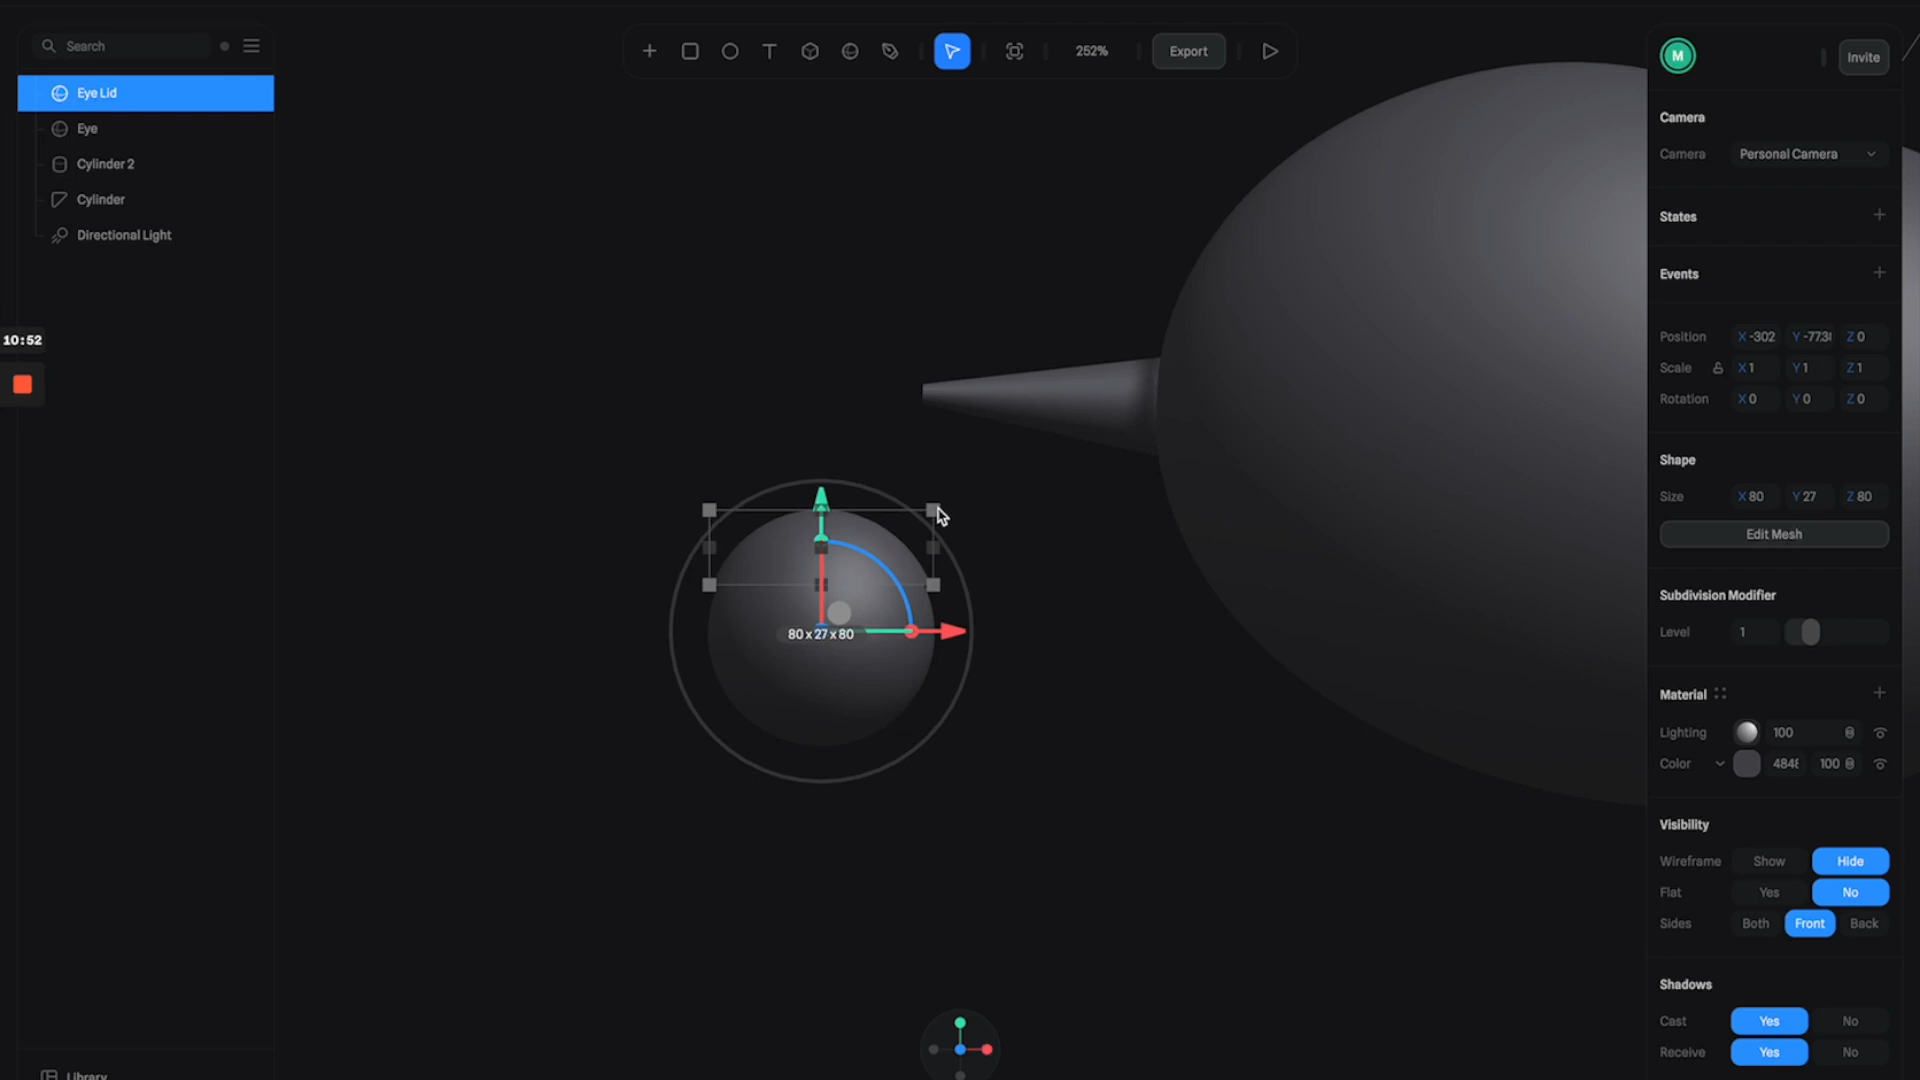 Search
252%
Export
M
Invite
Eye Lid
Eye
Cylinder 2
Cylinder
Directional Light
10:52
80 x 27 x 80
Library
Camera
Camera Personal Camera
States
Events
Position X -302 Y -77.3 Z 0
Scale X 1 Y 1 Z 1
Rotation X 0 Y 0 Z 0
Shape
Size X 80 Y 27 Z 80
Edit Mesh
Subdivision Modifier
Level 1
Material
Lighting 100
Color 484 100
Visibility
Wireframe Show Hide
Flat Yes No
Sides Both Front Back
Shadows
Cast Yes No
Receive Yes No